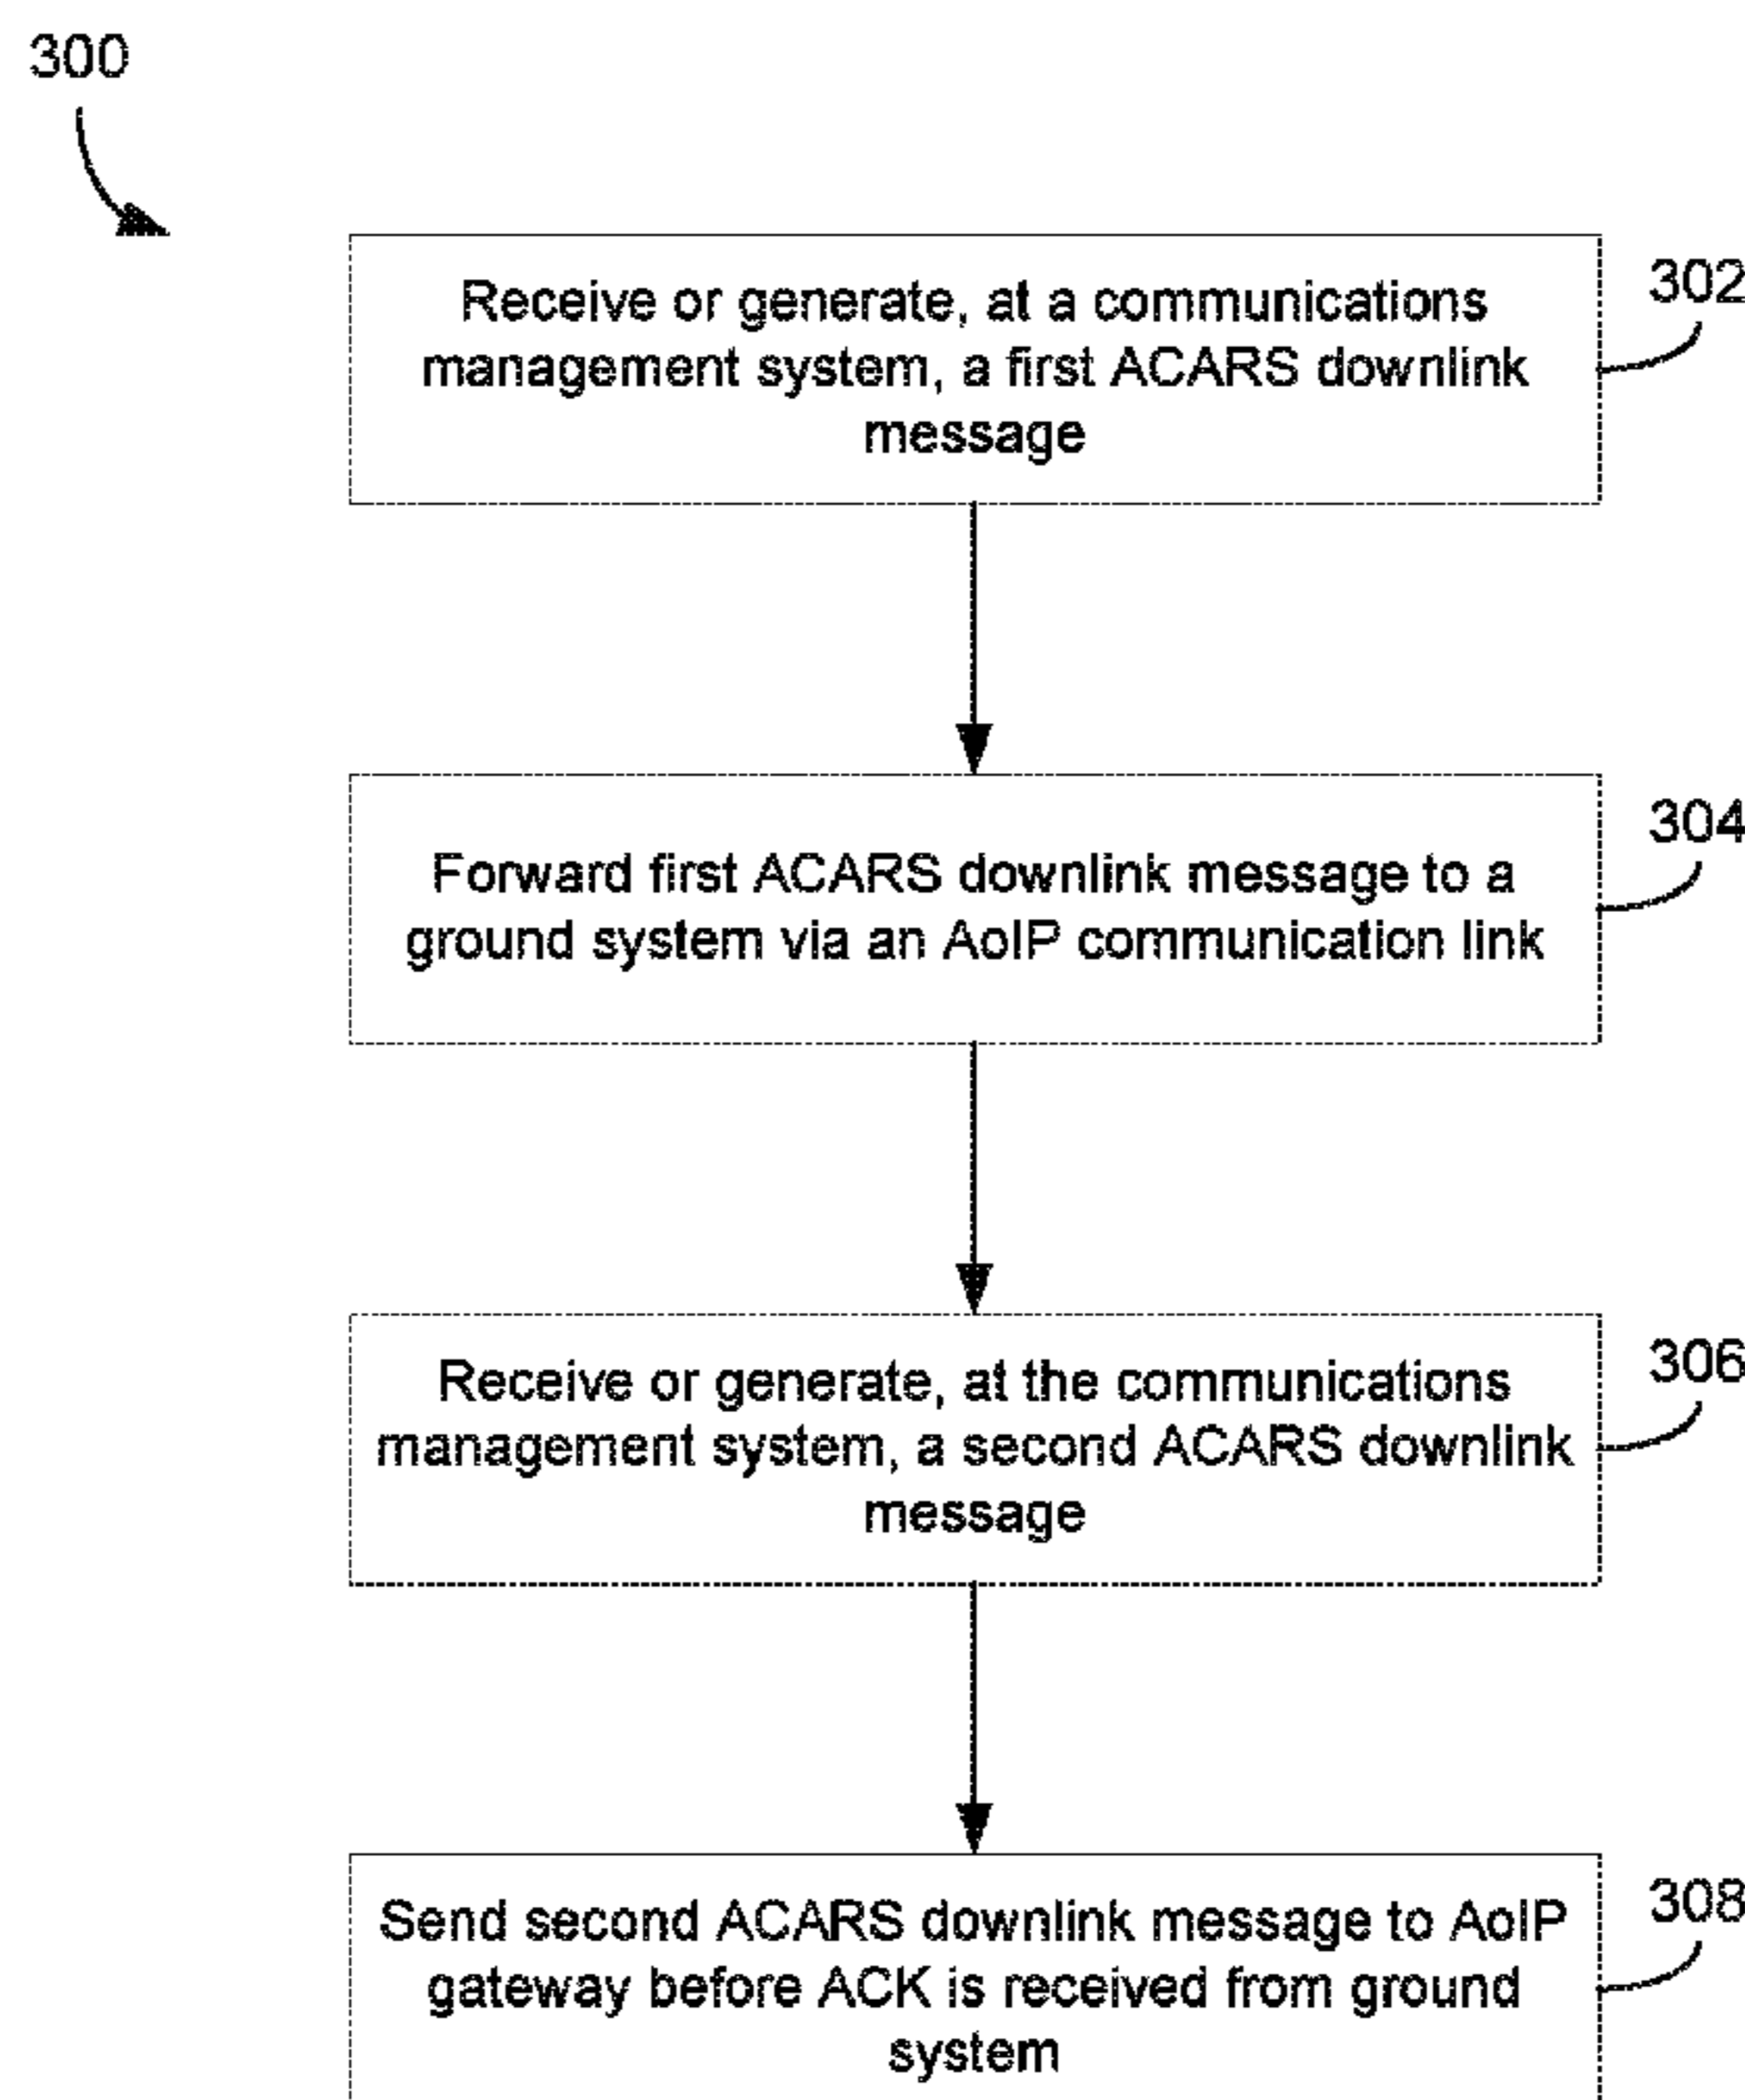 300
Receive or generate, at a communications
management system, a first ACARS downlink
message
302
Forward first ACARS downlink message to a
ground system via an AoIP communication link
304
Receive or generate, at the communications
management system, a second ACARS downlink
message
306
Send second ACARS downlink message to AoIP
gateway before ACK is received from ground
system
308